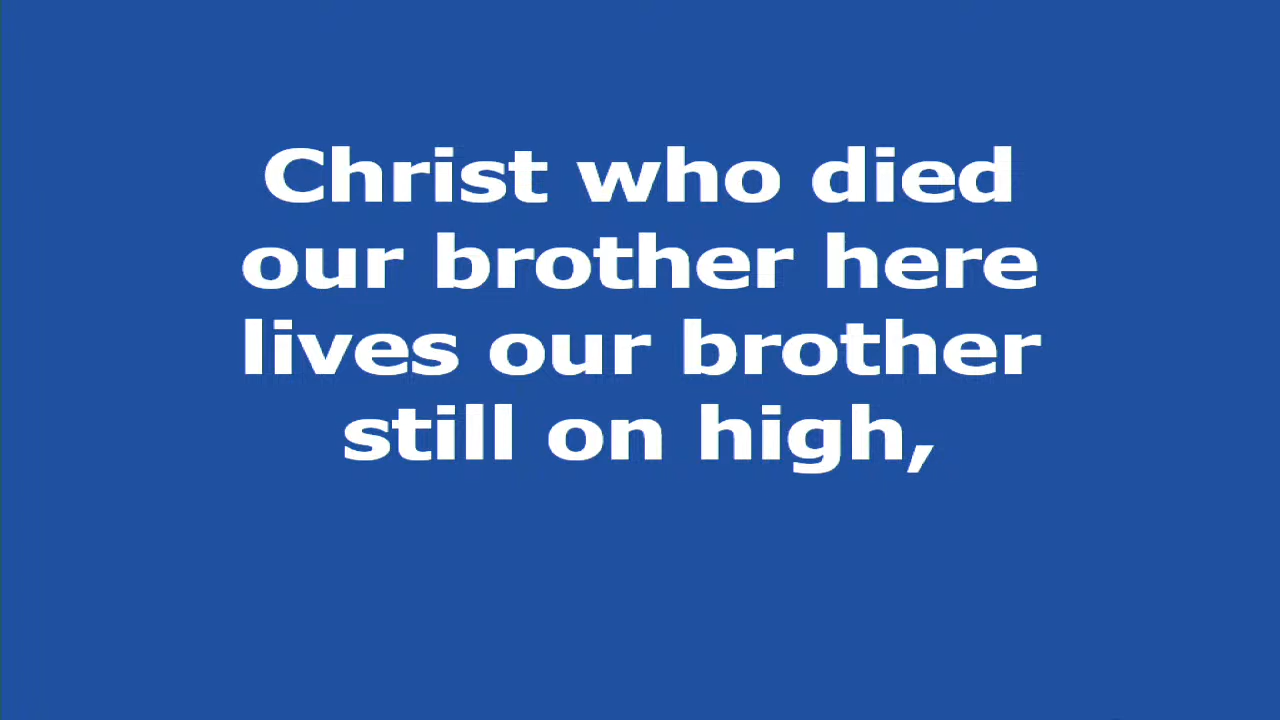 Christ who died
our brother here
lives our brother
still on high,